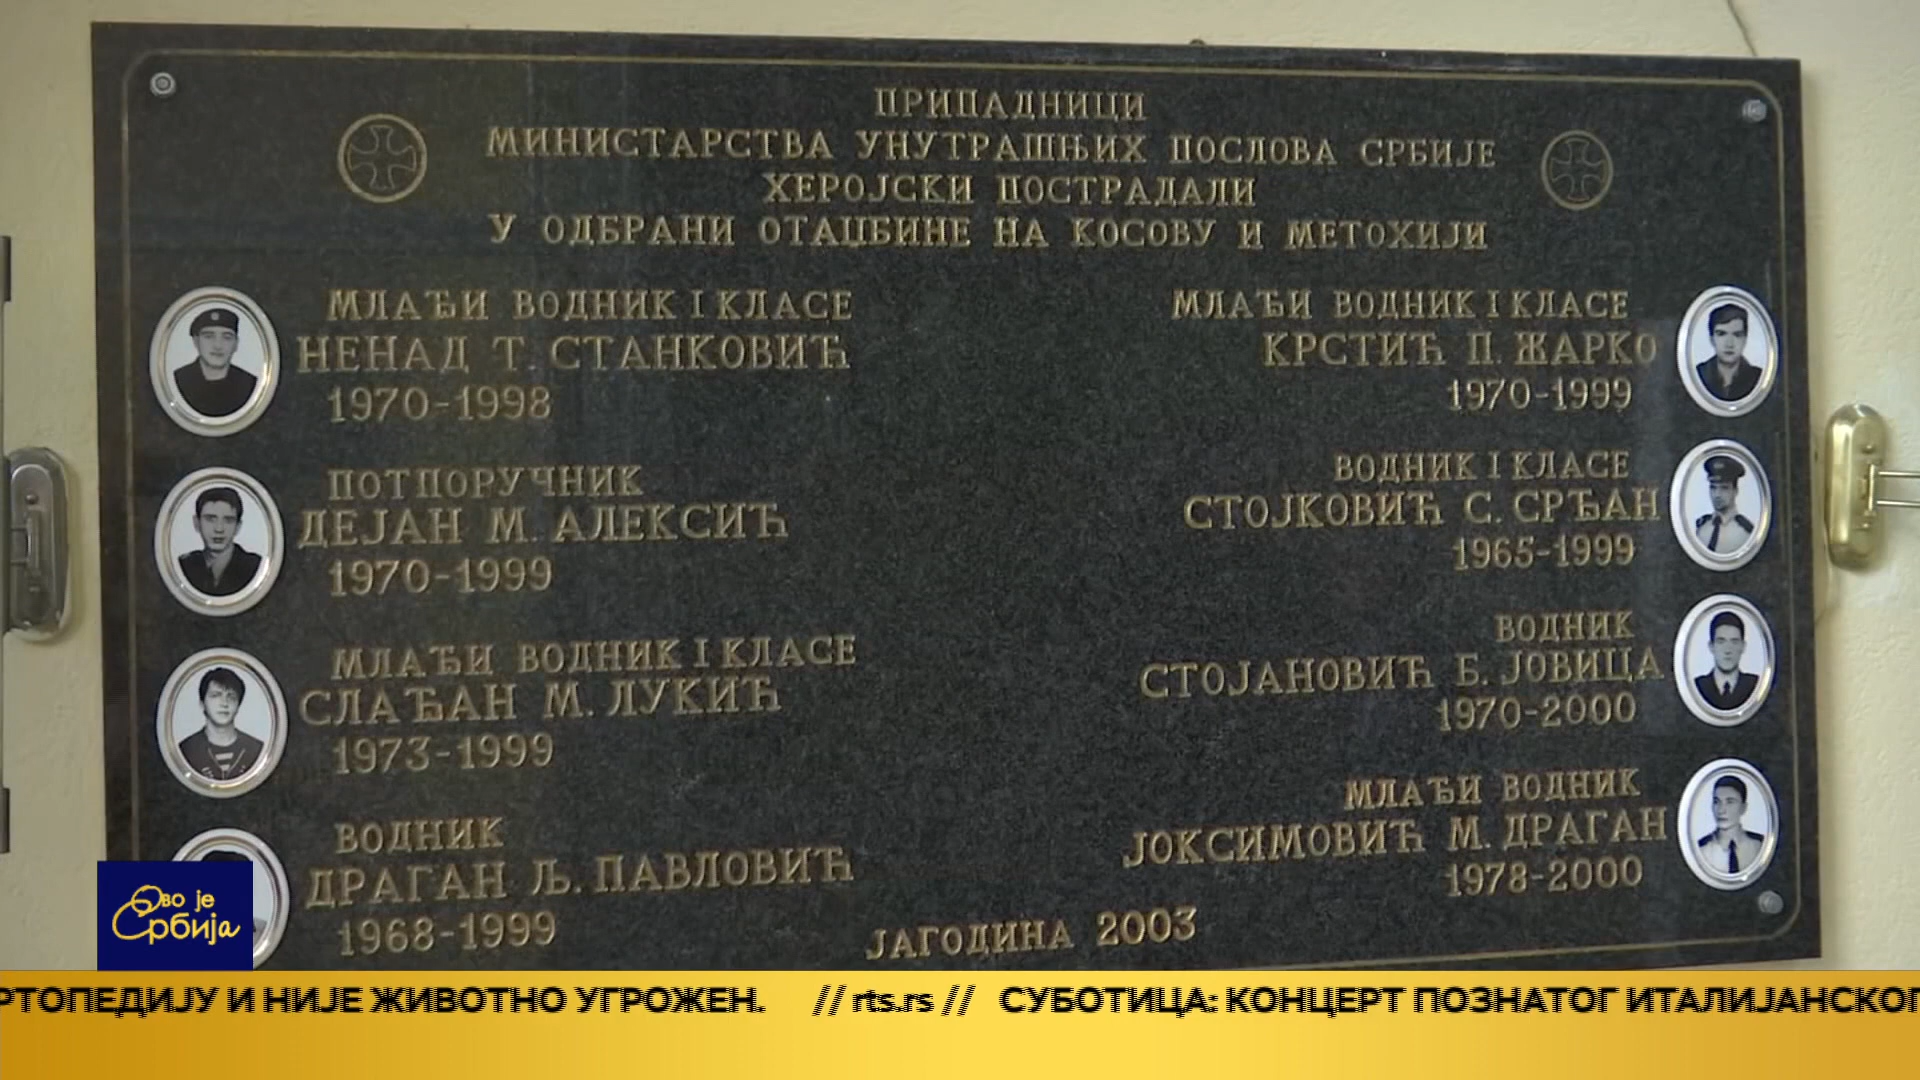 ПРИПАДНИЦИ
МИНИСТАРСТВА УНУТРАШЊИХ ПОСЛОВА СРБИЈЕ
ХЕРОЈСКИ ПОСТРАДАЛИ
У ОДБРАНИ ОТАЏБИНЕ НА КОСОВУ И МЕТОХИЈИ
МЛАЂИ ВОДНИК I КЛАСЕ
НЕНАД Т. СТАНКОВИЋ
1970-1998
ПОТПОРУЧНИК
ДЕЈАН М. АЛЕКСИЋ
1970-1999
МЛАЂИ ВОДНИК I КЛАСЕ
СЛАЂАН М. ЛУКИЋ
1973-1999
ВОДНИК
ДРАГАН Љ. ПАВЛОВИЋ
1968-1999
МЛАЂИ ВОДНИК I КЛАСЕ
КРСТИЋ П. ЖАРКО
1970-1999
ВОДНИК I КЛАСЕ
СТОЈКОВИЋ С. СРЂАН
1965-1999
ВОДНИК
СТОЈАНОВИЋ Б. ЈОВИЦА
1970-2000
МЛАЂИ ВОДНИК
ЈОКСИМОВИЋ М. ДРАГАН
1978-2000
ЈАГОДИНА 2003
Ово је
Србија
РТОПЕДИЈУ И НИЈЕ ЖИВОТНО УГРОЖЕН. // rts.rs // СУБОТИЦА: КОНЦЕРТ ПОЗНАТОГ ИТАЛИЈАНСКОГ